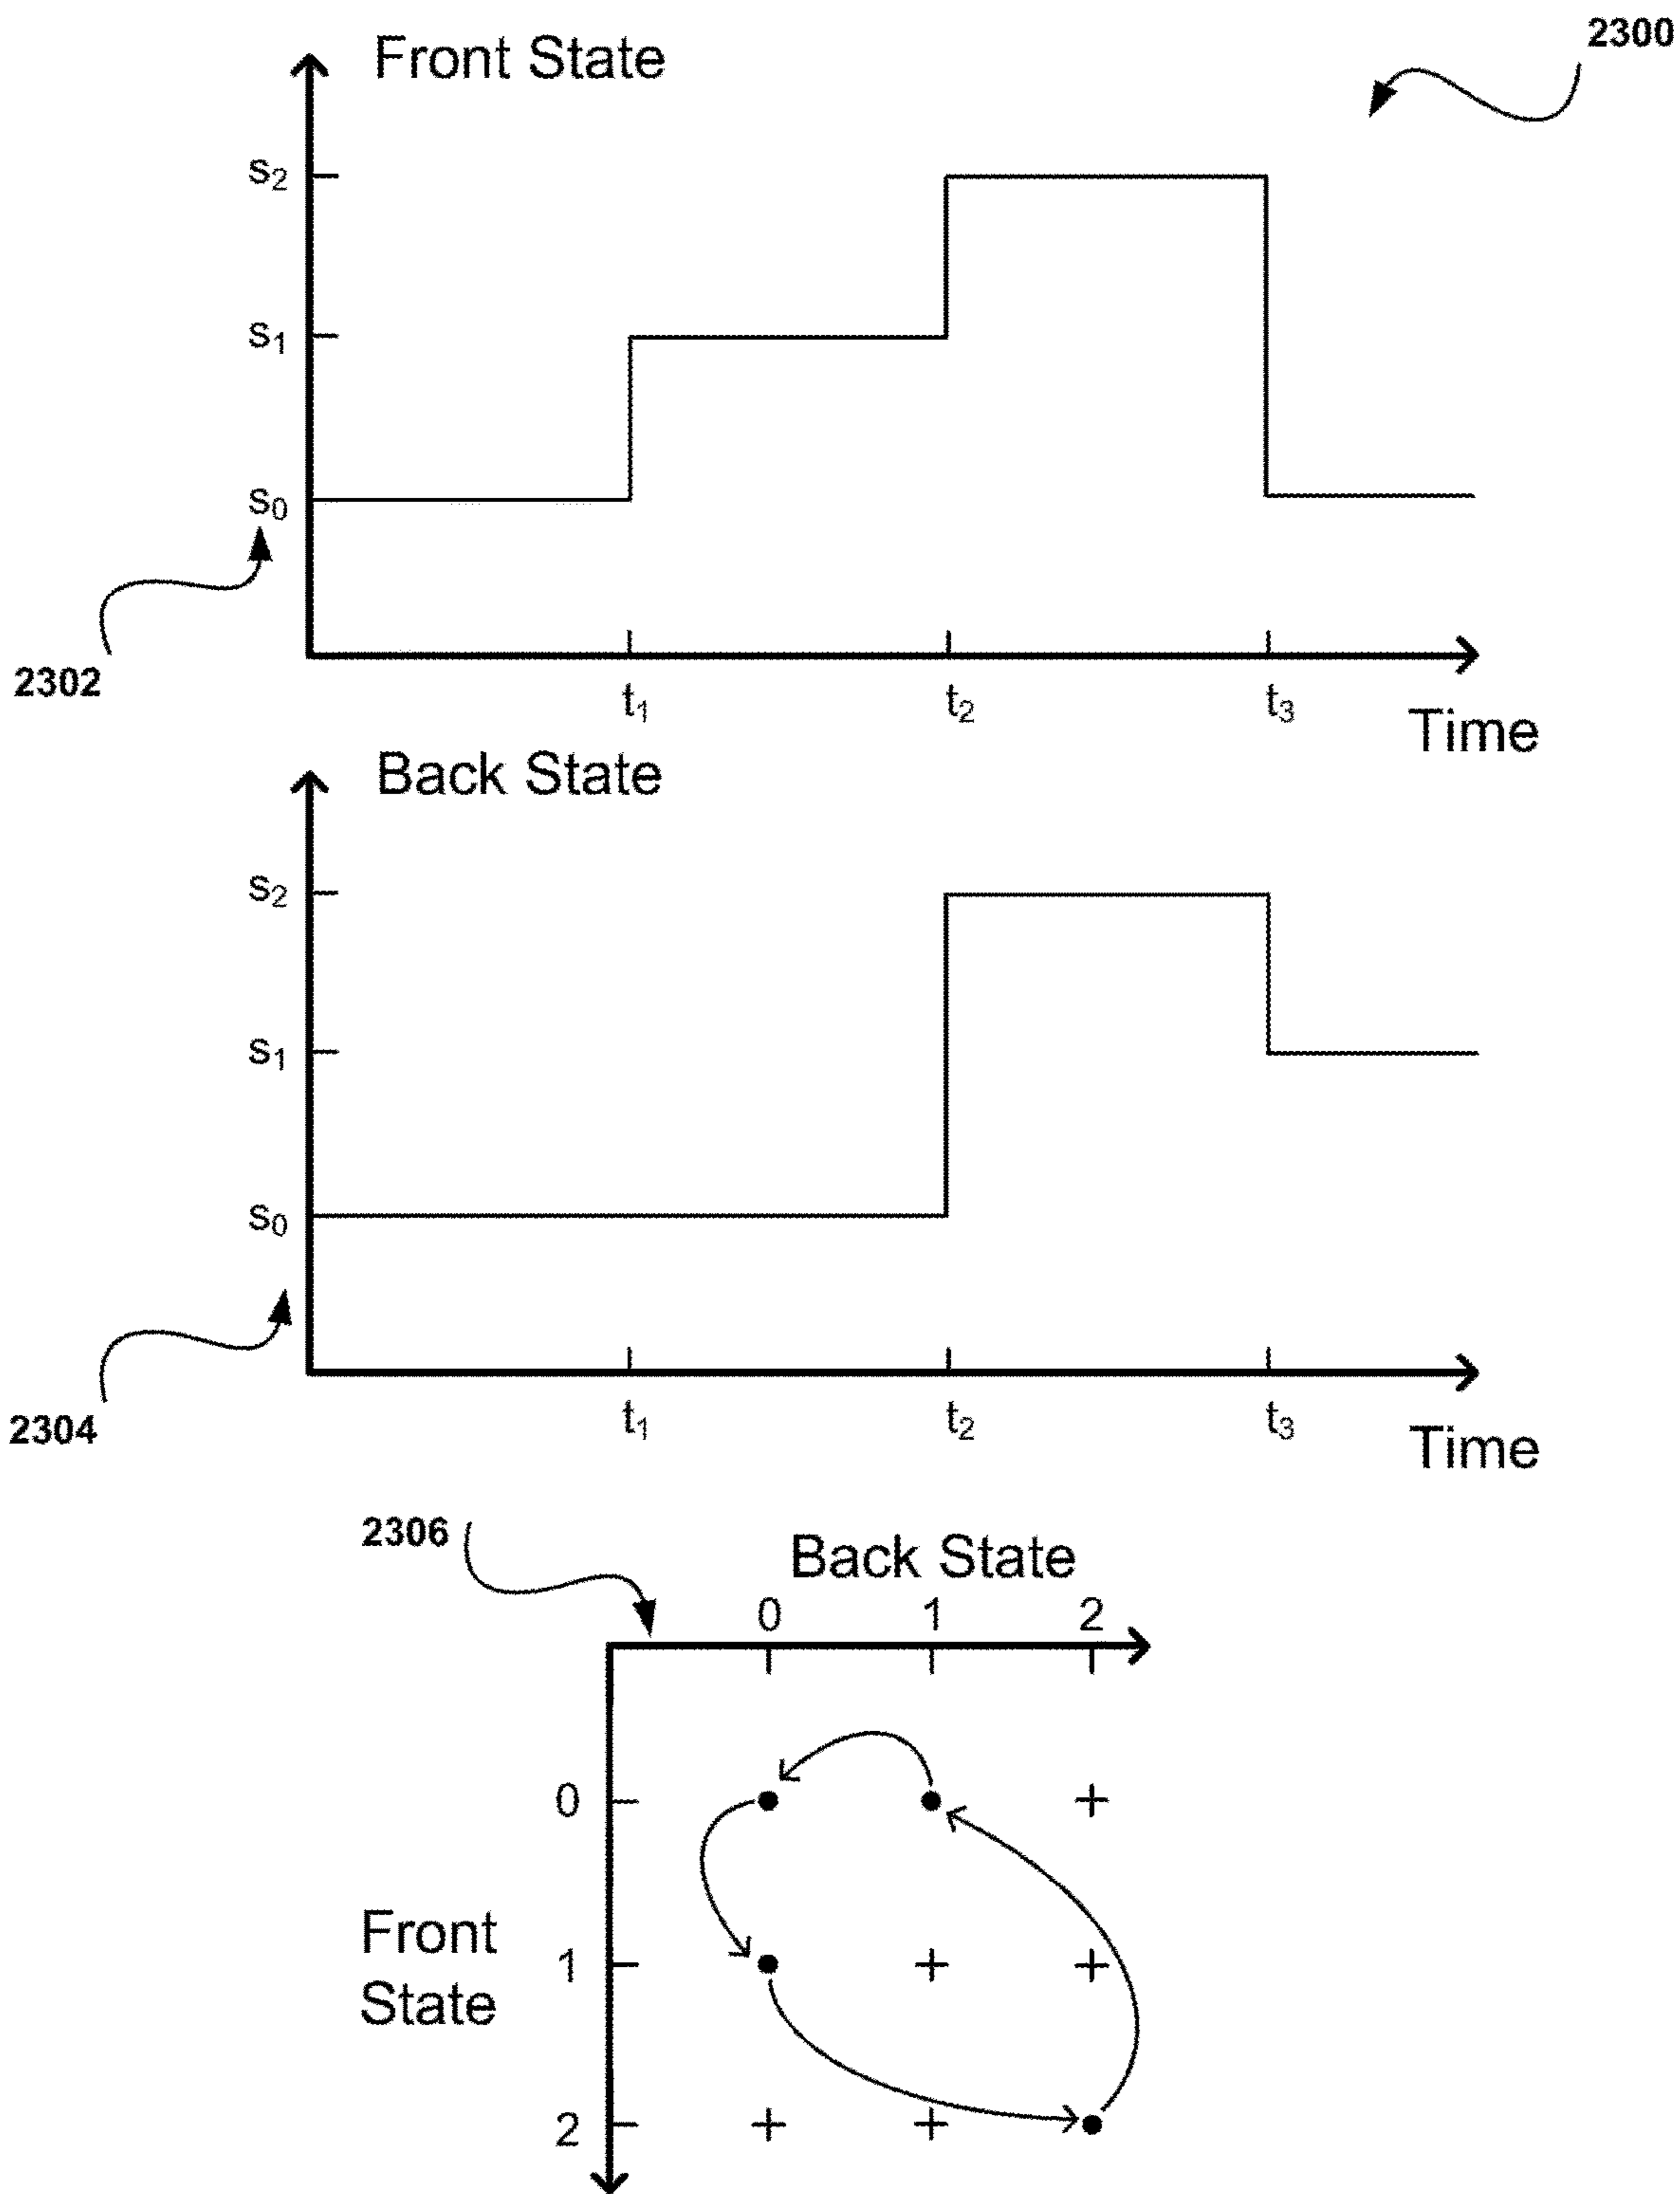 2300
Front State
s2
s1
s0
2302
t1 t2 t3
Time
Back State
s2
s1
s0
2304
t1 t2 t3
Time
2306
Back State
0 1 2
0
Front
State
1
2